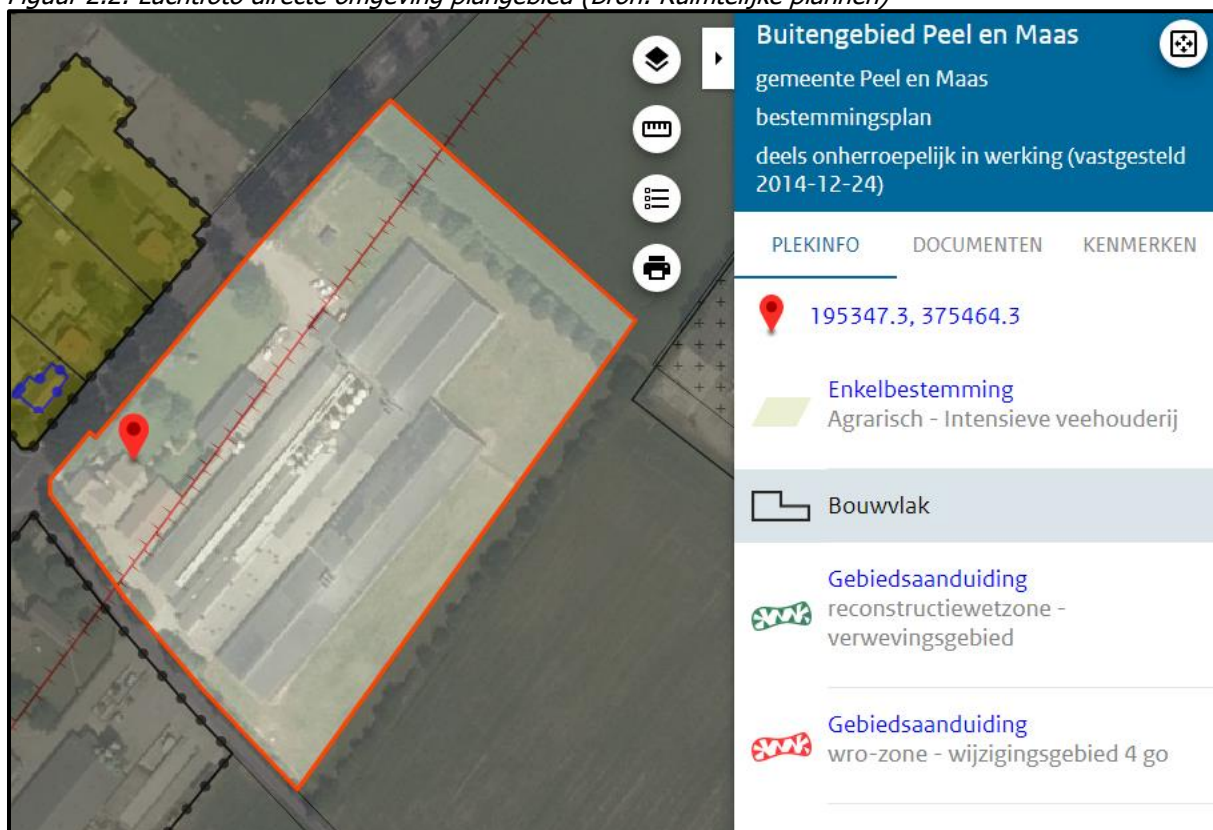 Figuur 2.2: Luchtfoto directe omgeving plangebied (Bron: Ruimtelijke plannen)
Buitengebied Peel en Maas
gemeente Peel en Maas
bestemmingsplan
deels onherroepelijk in werking (vastgesteld
2014-12-24)
PLEKINFO DOCUMENTEN KENMERKEN
195347.3, 375464.3
Enkelbestemming
Agrarisch - Intensieve veehouderij
Bouwvlak
Gebiedsaanduiding
reconstructiewetzone -
verwevingsgebied
Gebiedsaanduiding
wro-zone - wijzigingsgebied 4 go